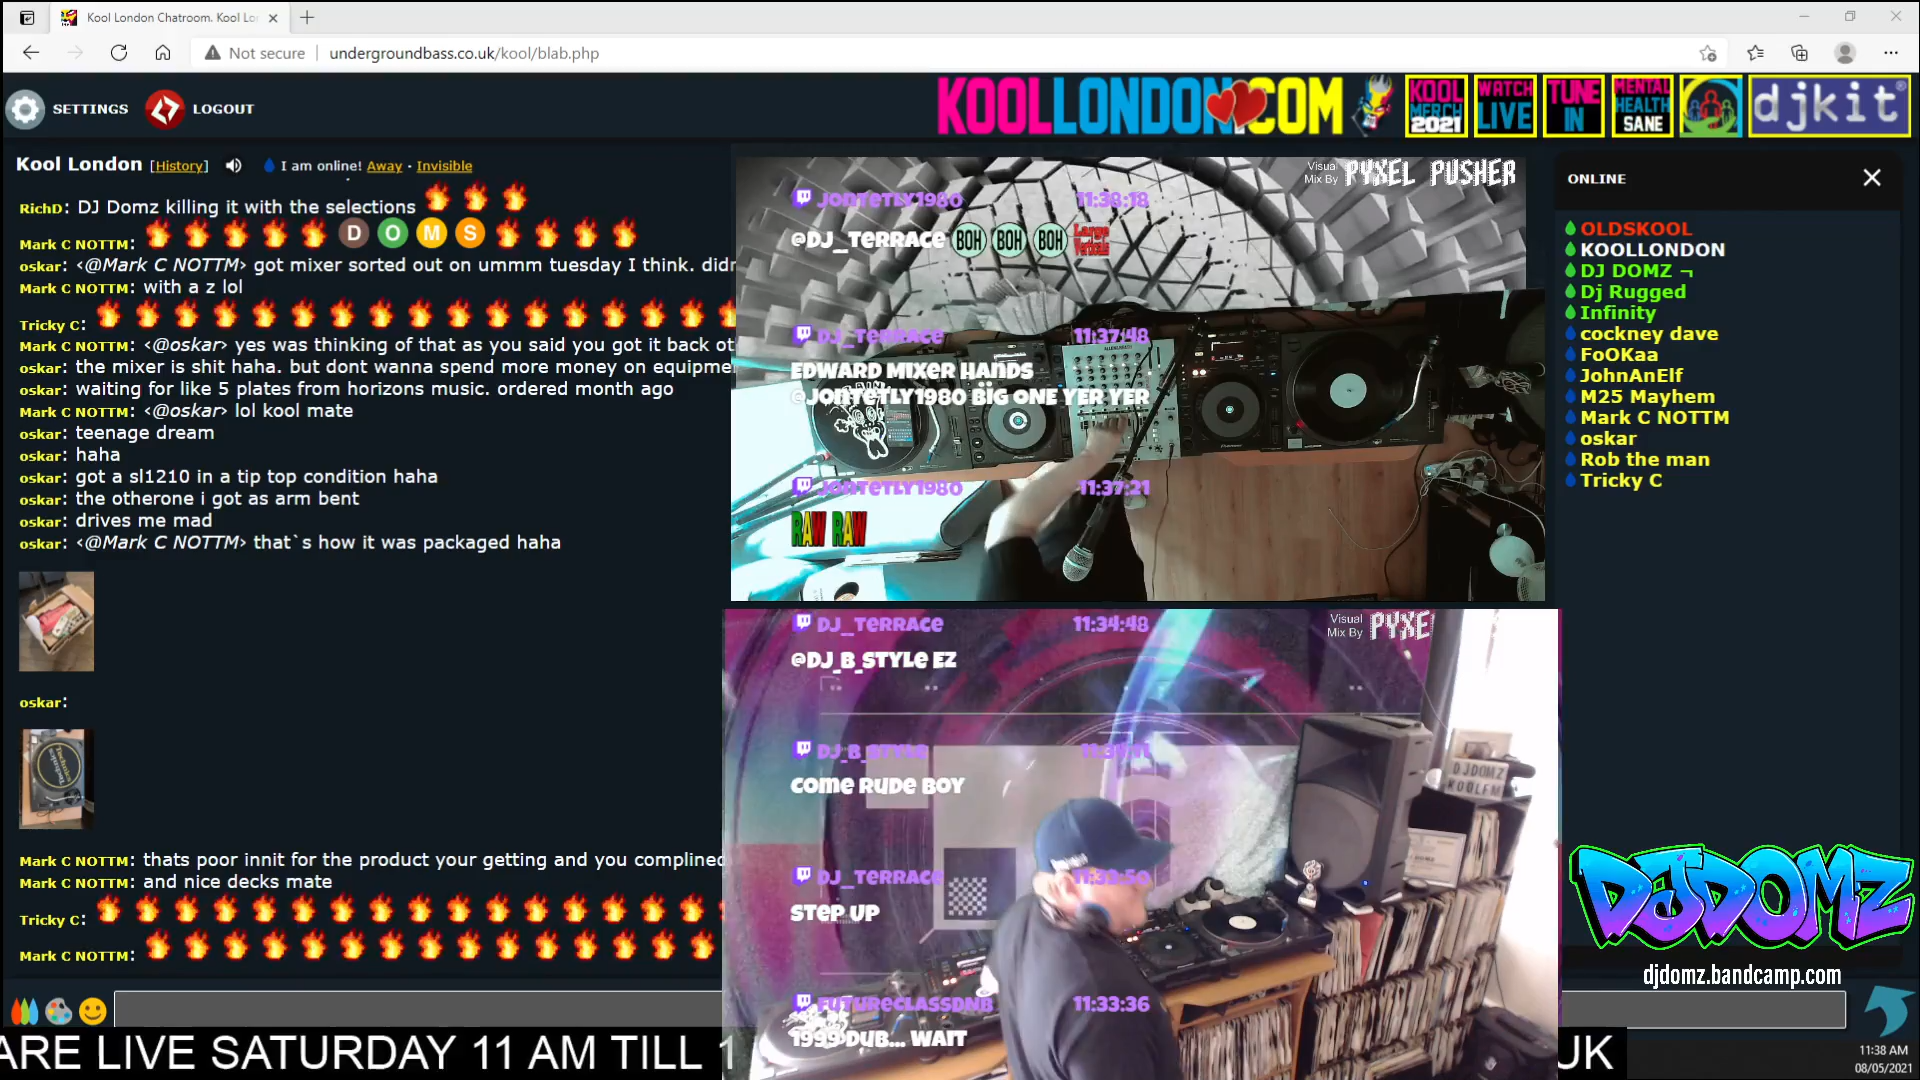 Kool London Chatroom. Kool Lo
Not secure
undergroundbass.co.uk/kool/blab.php
SETTINGS
LOGOUT
KOOLLONDON.COM
KOOL MERCH 2021
WATCH LIVE
TUNE IN
MENTAL HEALTH SANE
djkit
Kool London [History]
I am online! Away · Invisible
RichD: DJ Domz killing it with the selections
Mark C NOTTM: D O M S
oskar: ‹@Mark C NOTTM› got mixer sorted out on ummm tuesday I think. didr
Mark C NOTTM: with a z lol
Tricky C:
Mark C NOTTM: ‹@oskar› yes was thinking of that as you said you got it back ot
oskar: the mixer is shit haha. but dont wanna spend more money on equipme
oskar: waiting for like 5 plates from horizons music. ordered month ago
Mark C NOTTM: ‹@oskar› lol kool mate
oskar: teenage dream
oskar: haha
oskar: got a sl1210 in a tip top condition haha
oskar: the otherone i got as arm bent
oskar: drives me mad
oskar: ‹@Mark C NOTTM› that`s how it was packaged haha
oskar:
Mark C NOTTM: thats poor innit for the product your getting and you complined
Mark C NOTTM: and nice decks mate
Tricky C:
Mark C NOTTM:
Visual Mix By PYXEL PUSHER
JONTETLY1980 11:38:18
@DJ_TERRACE BOH BOH BOH Large Verticals
DJ_TERRACE 11:37:48
EDWARD MIXER HANDS
@JONTETLY1980 BIG ONE YER YER
JONTETLY1980 11:37:21
RAW RAW
DJ_TERRACE 11:34:48
Visual Mix By PYXE
@DJ_B_STYLE EZ
DJ_B_STYLE
COME RUDE BOY
DJDOMZ
KOOLFM
DJ_TERRACE 11:33:50
STEP UP
FUTURECLASSDNB 11:33:36
1999 DUB... WAIT
ONLINE
OLDSKOOL
KOOLLONDON
DJ DOMZ ¬
Dj Rugged
Infinity
cockney dave
FoOKaa
JohnAnElf
M25 Mayhem
Mark C NOTTM
oskar
Rob the man
Tricky C
DJDOMZ
djdomz.bandcamp.com
ARE LIVE SATURDAY 11 AM TILL 1
UK
11:38 AM
08/05/2021